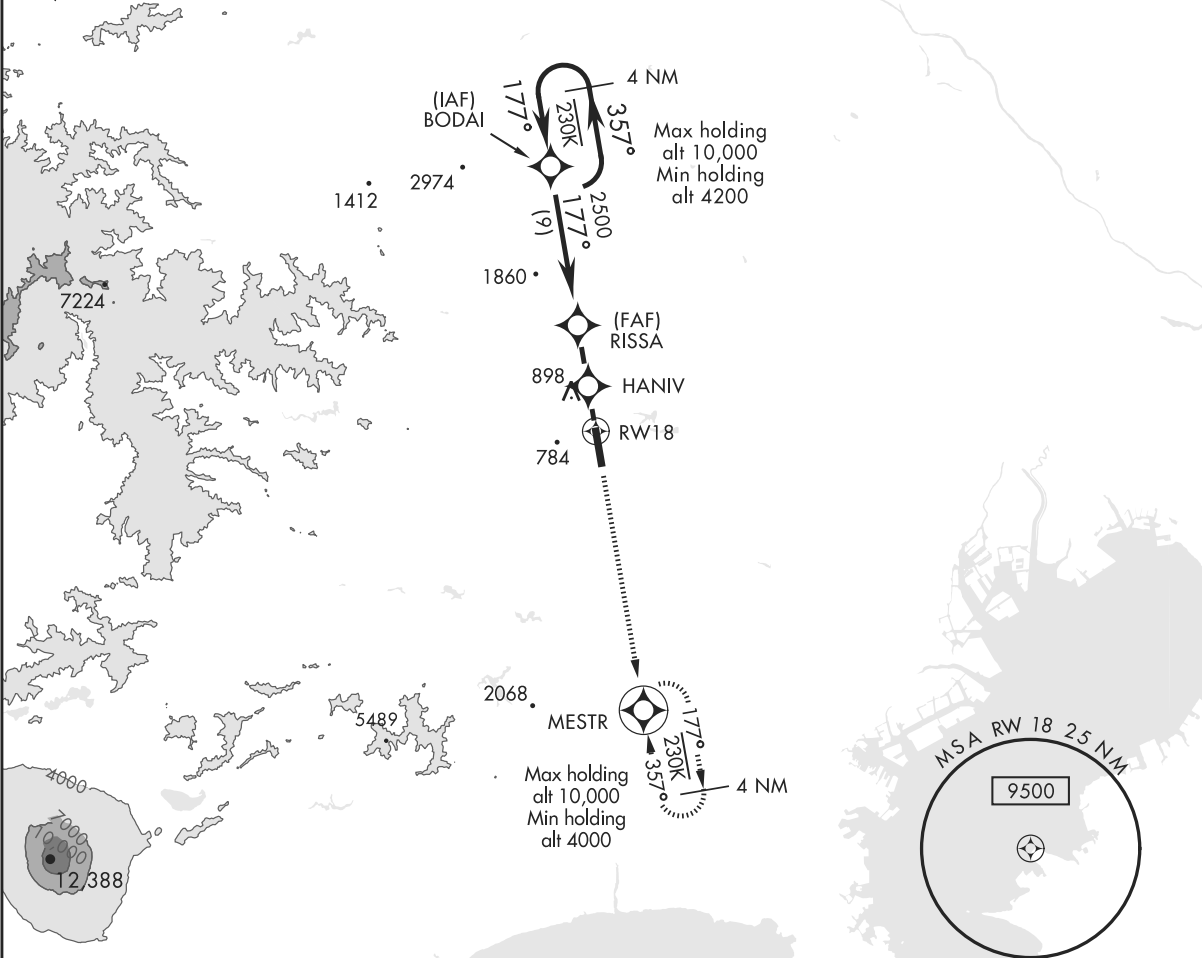 4 NM
177°
230K
357°
(IAF)
BODAI
Max holding
alt 10,000
Min holding
alt 4200
2974
1412
2500
177°
(9)
1860
7224
(FAF)
RISSA
898
HANIV
RW18
784
2068
MESTR
5489
177°
230K
357°
4 NM
Max holding
alt 10,000
Min holding
alt 4000
4000
7000
12,388
MSA RW 18 25 NM
9500